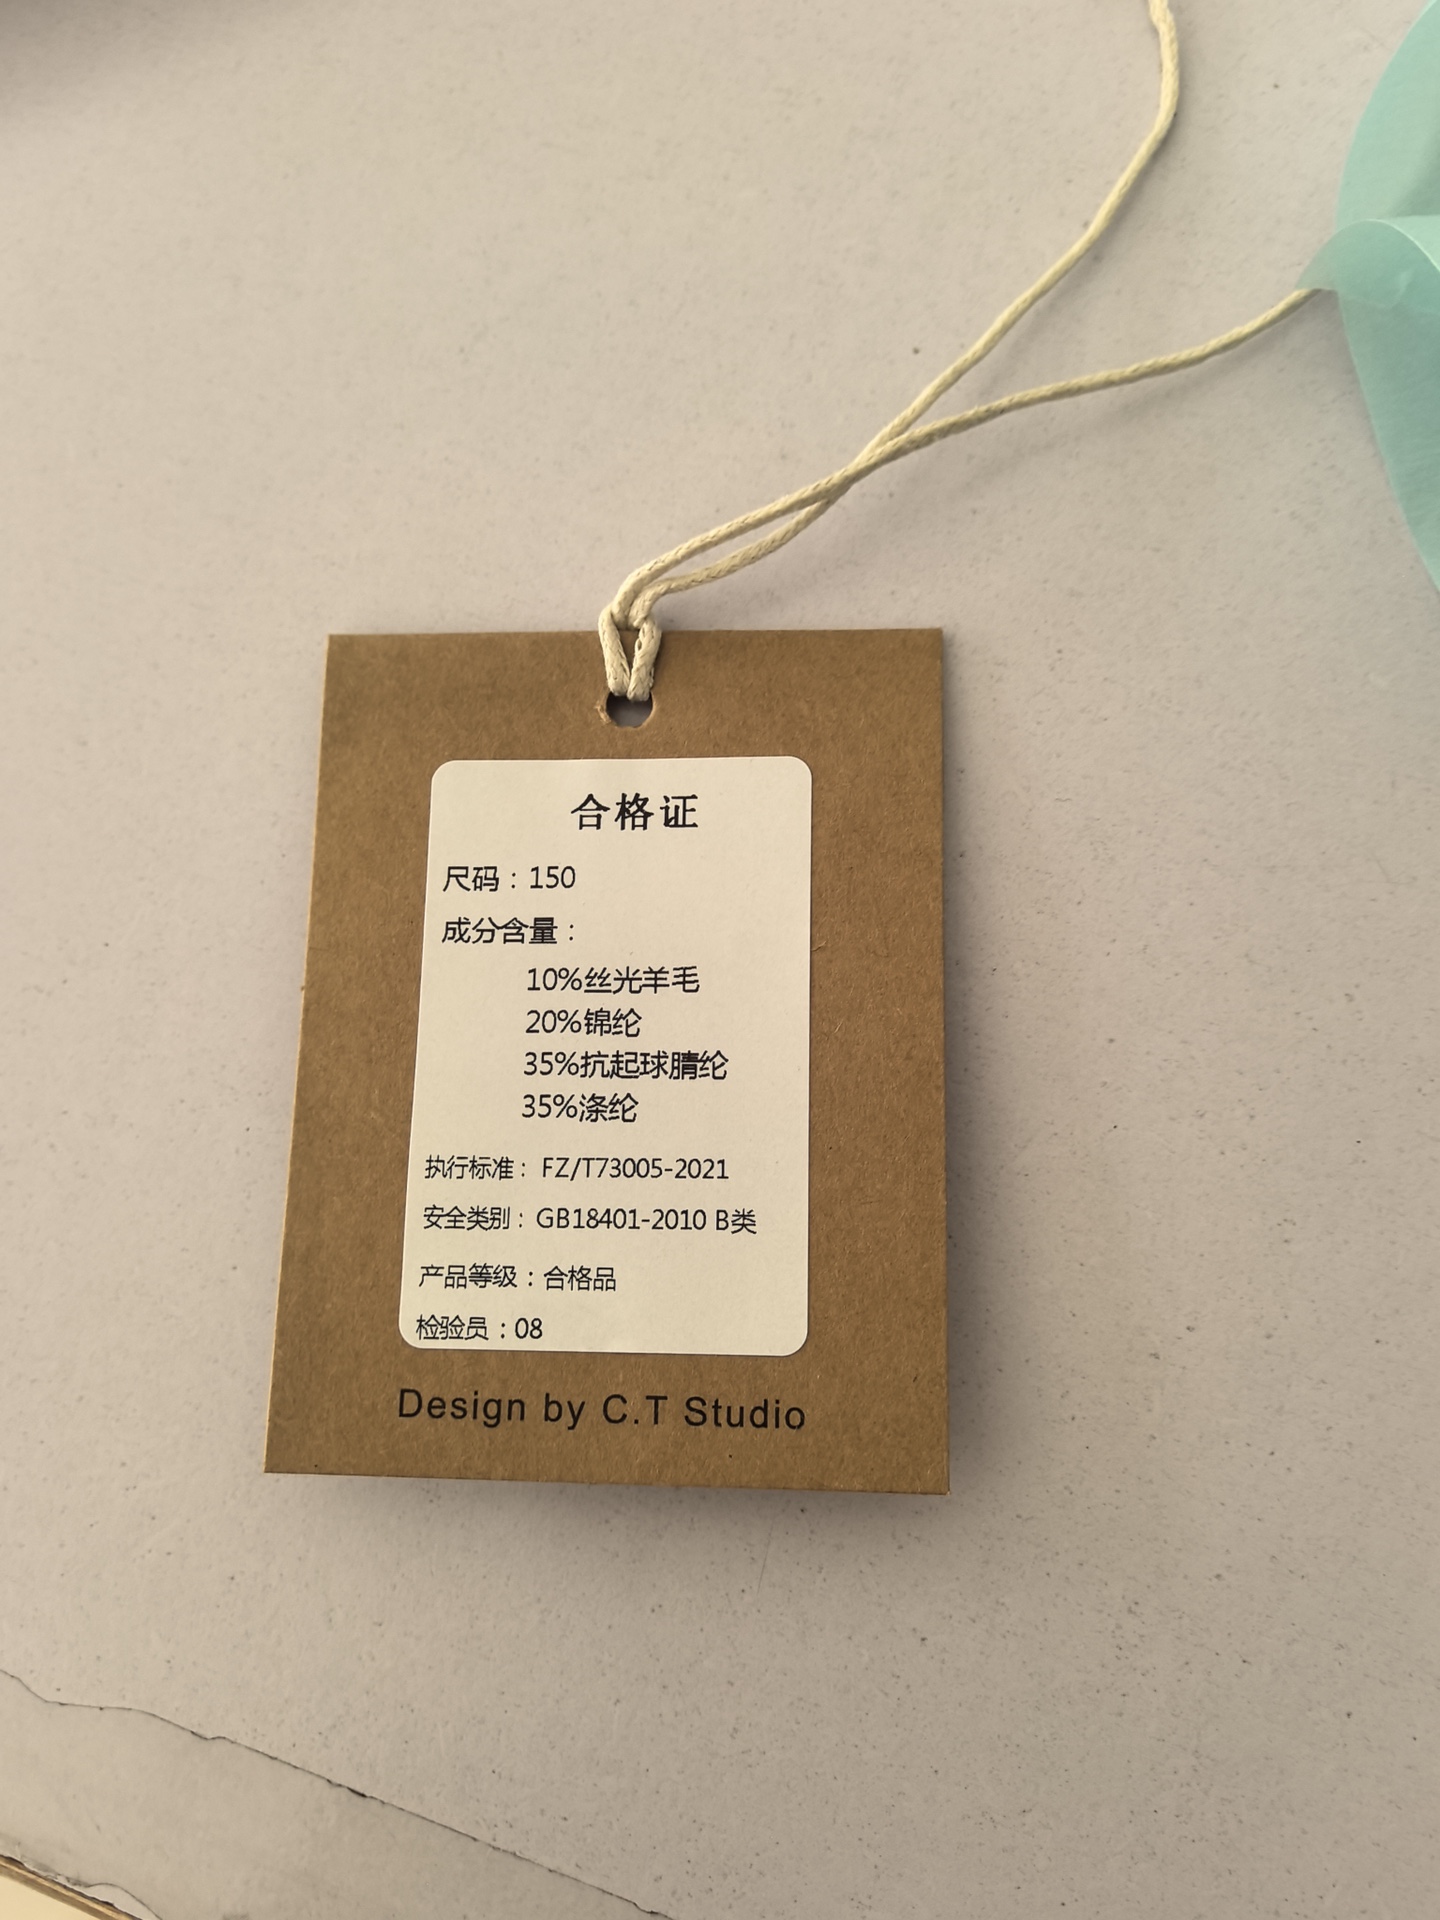 合格证
尺码：150
成分含量：
10%丝光羊毛
20%锦纶
35%抗起球腈纶
35%涤纶
执行标准： FZ/T73005-2021
安全类别： GB18401-2010 B类
产品等级：合格品
检验员：08
Design by C.T Studio